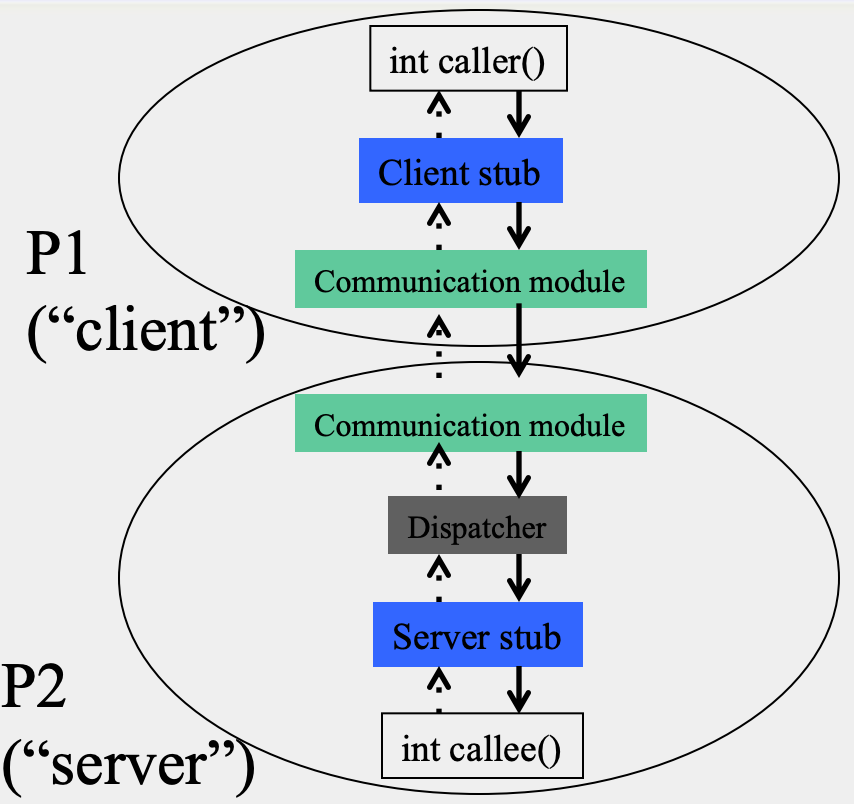 int caller()
Client stub
P1
(“client”)
Communication module
Communication module
Dispatcher
Server stub
P2
(“server”)
int callee()